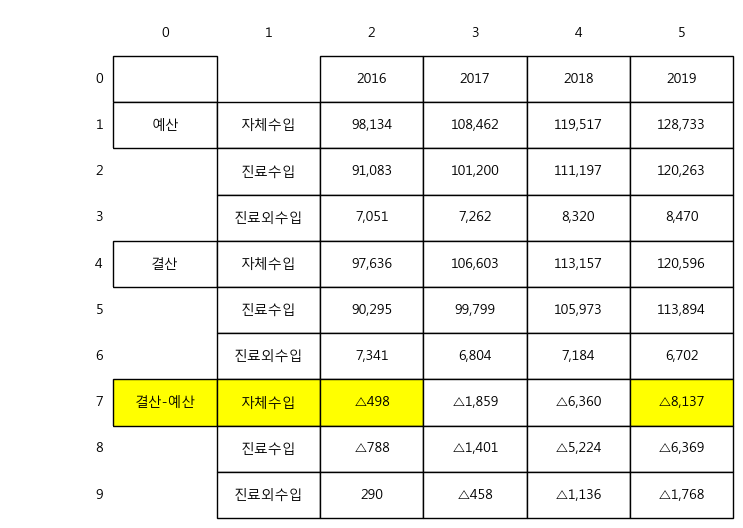 0 1 2 3 4 5
0 2016 2017 2018 2019
1 예산 자체수입 98,134 108,462 119,517 128,733
2 진료수입 91,083 101,200 111,197 120,263
3 진료외수입 7,051 7,262 8,320 8,470
4 결산 자체수입 97,636 106,603 113,157 120,596
5 진료수입 90,295 99,799 105,973 113,894
6 진료외수입 7,341 6,804 7,184 6,702
7 결산-예산 자체수입 △498 △1,859 △6,360 △8,137
8 진료수입 △788 △1,401 △5,224 △6,369
9 진료외수입 290 △458 △1,136 △1,768